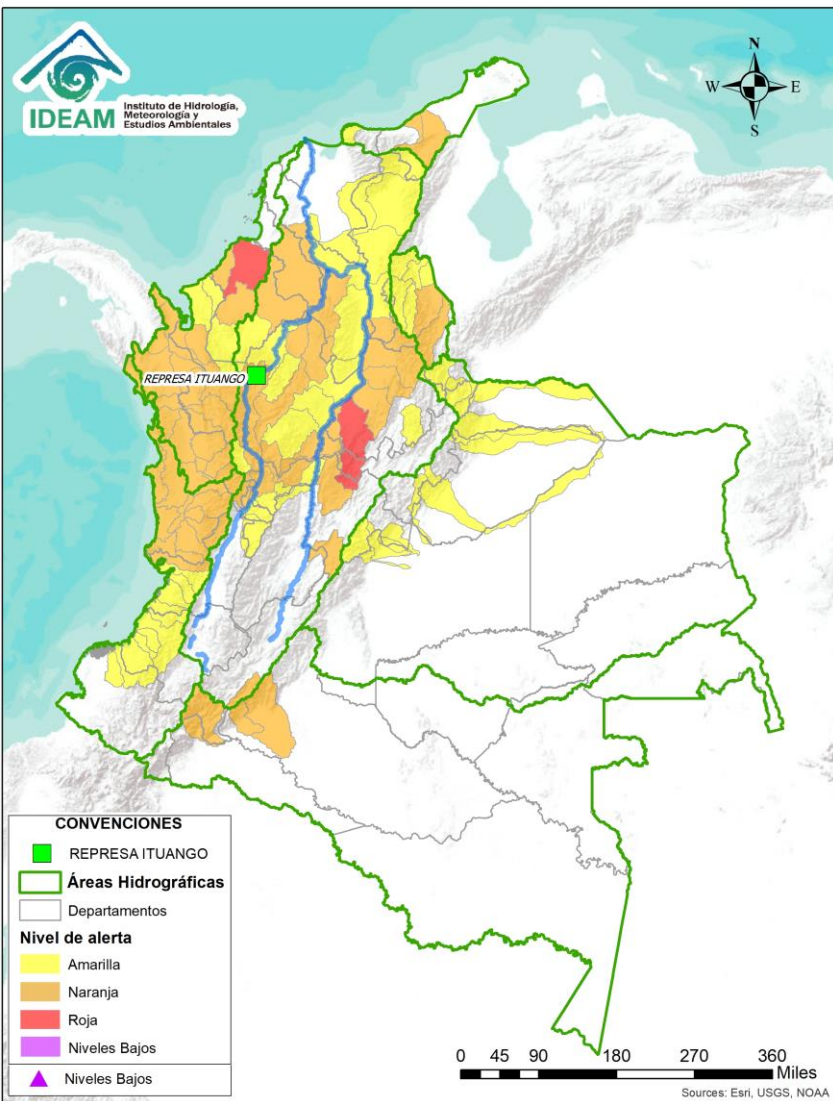 IDEAM
Instituto de Hidrología,
Meteorología y
Estudios Ambientales
N
W
E
S
REPRESA ITUANGO
CONVENCIONES
REPRESA ITUANGO
Áreas Hidrográficas
Departamentos
Nivel de alerta
Amarilla
Naranja
Roja
Niveles Bajos
Niveles Bajos
0 45 90 180 270 360
Miles
Sources: Esri, USGS, NOAA